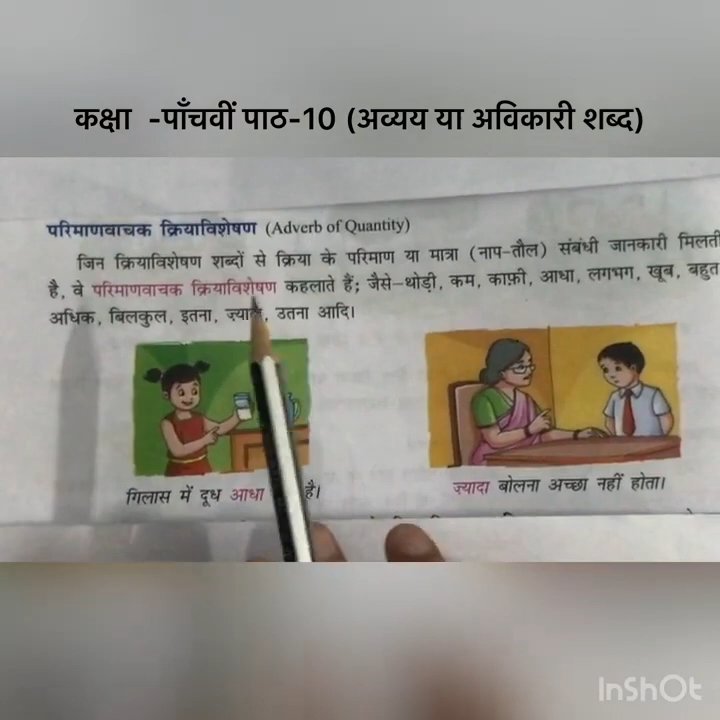 कक्षा -पाँचवीं पाठ-10 (अव्यय या अविकारी शब्द)
परिमाणवाचक क्रियाविशेषण (Adverb of Quantity)
जिन क्रियाविशेषण शब्दों से क्रिया के परिमाण या मात्रा (नाप-तौल) संबंधी जानकारी मिलती
है, वे परिमाणवाचक क्रियाविशेषण कहलाते हैं; जैसे-थोड़ी, कम, काफ़ी, आधा, लगभग, खूब, बहुत
अधिक, बिलकुल, इतना, उतना आदि।
गिलास में दूध आधा है।
ज़्यादा बोलना अच्छा नहीं होता।
InShOt